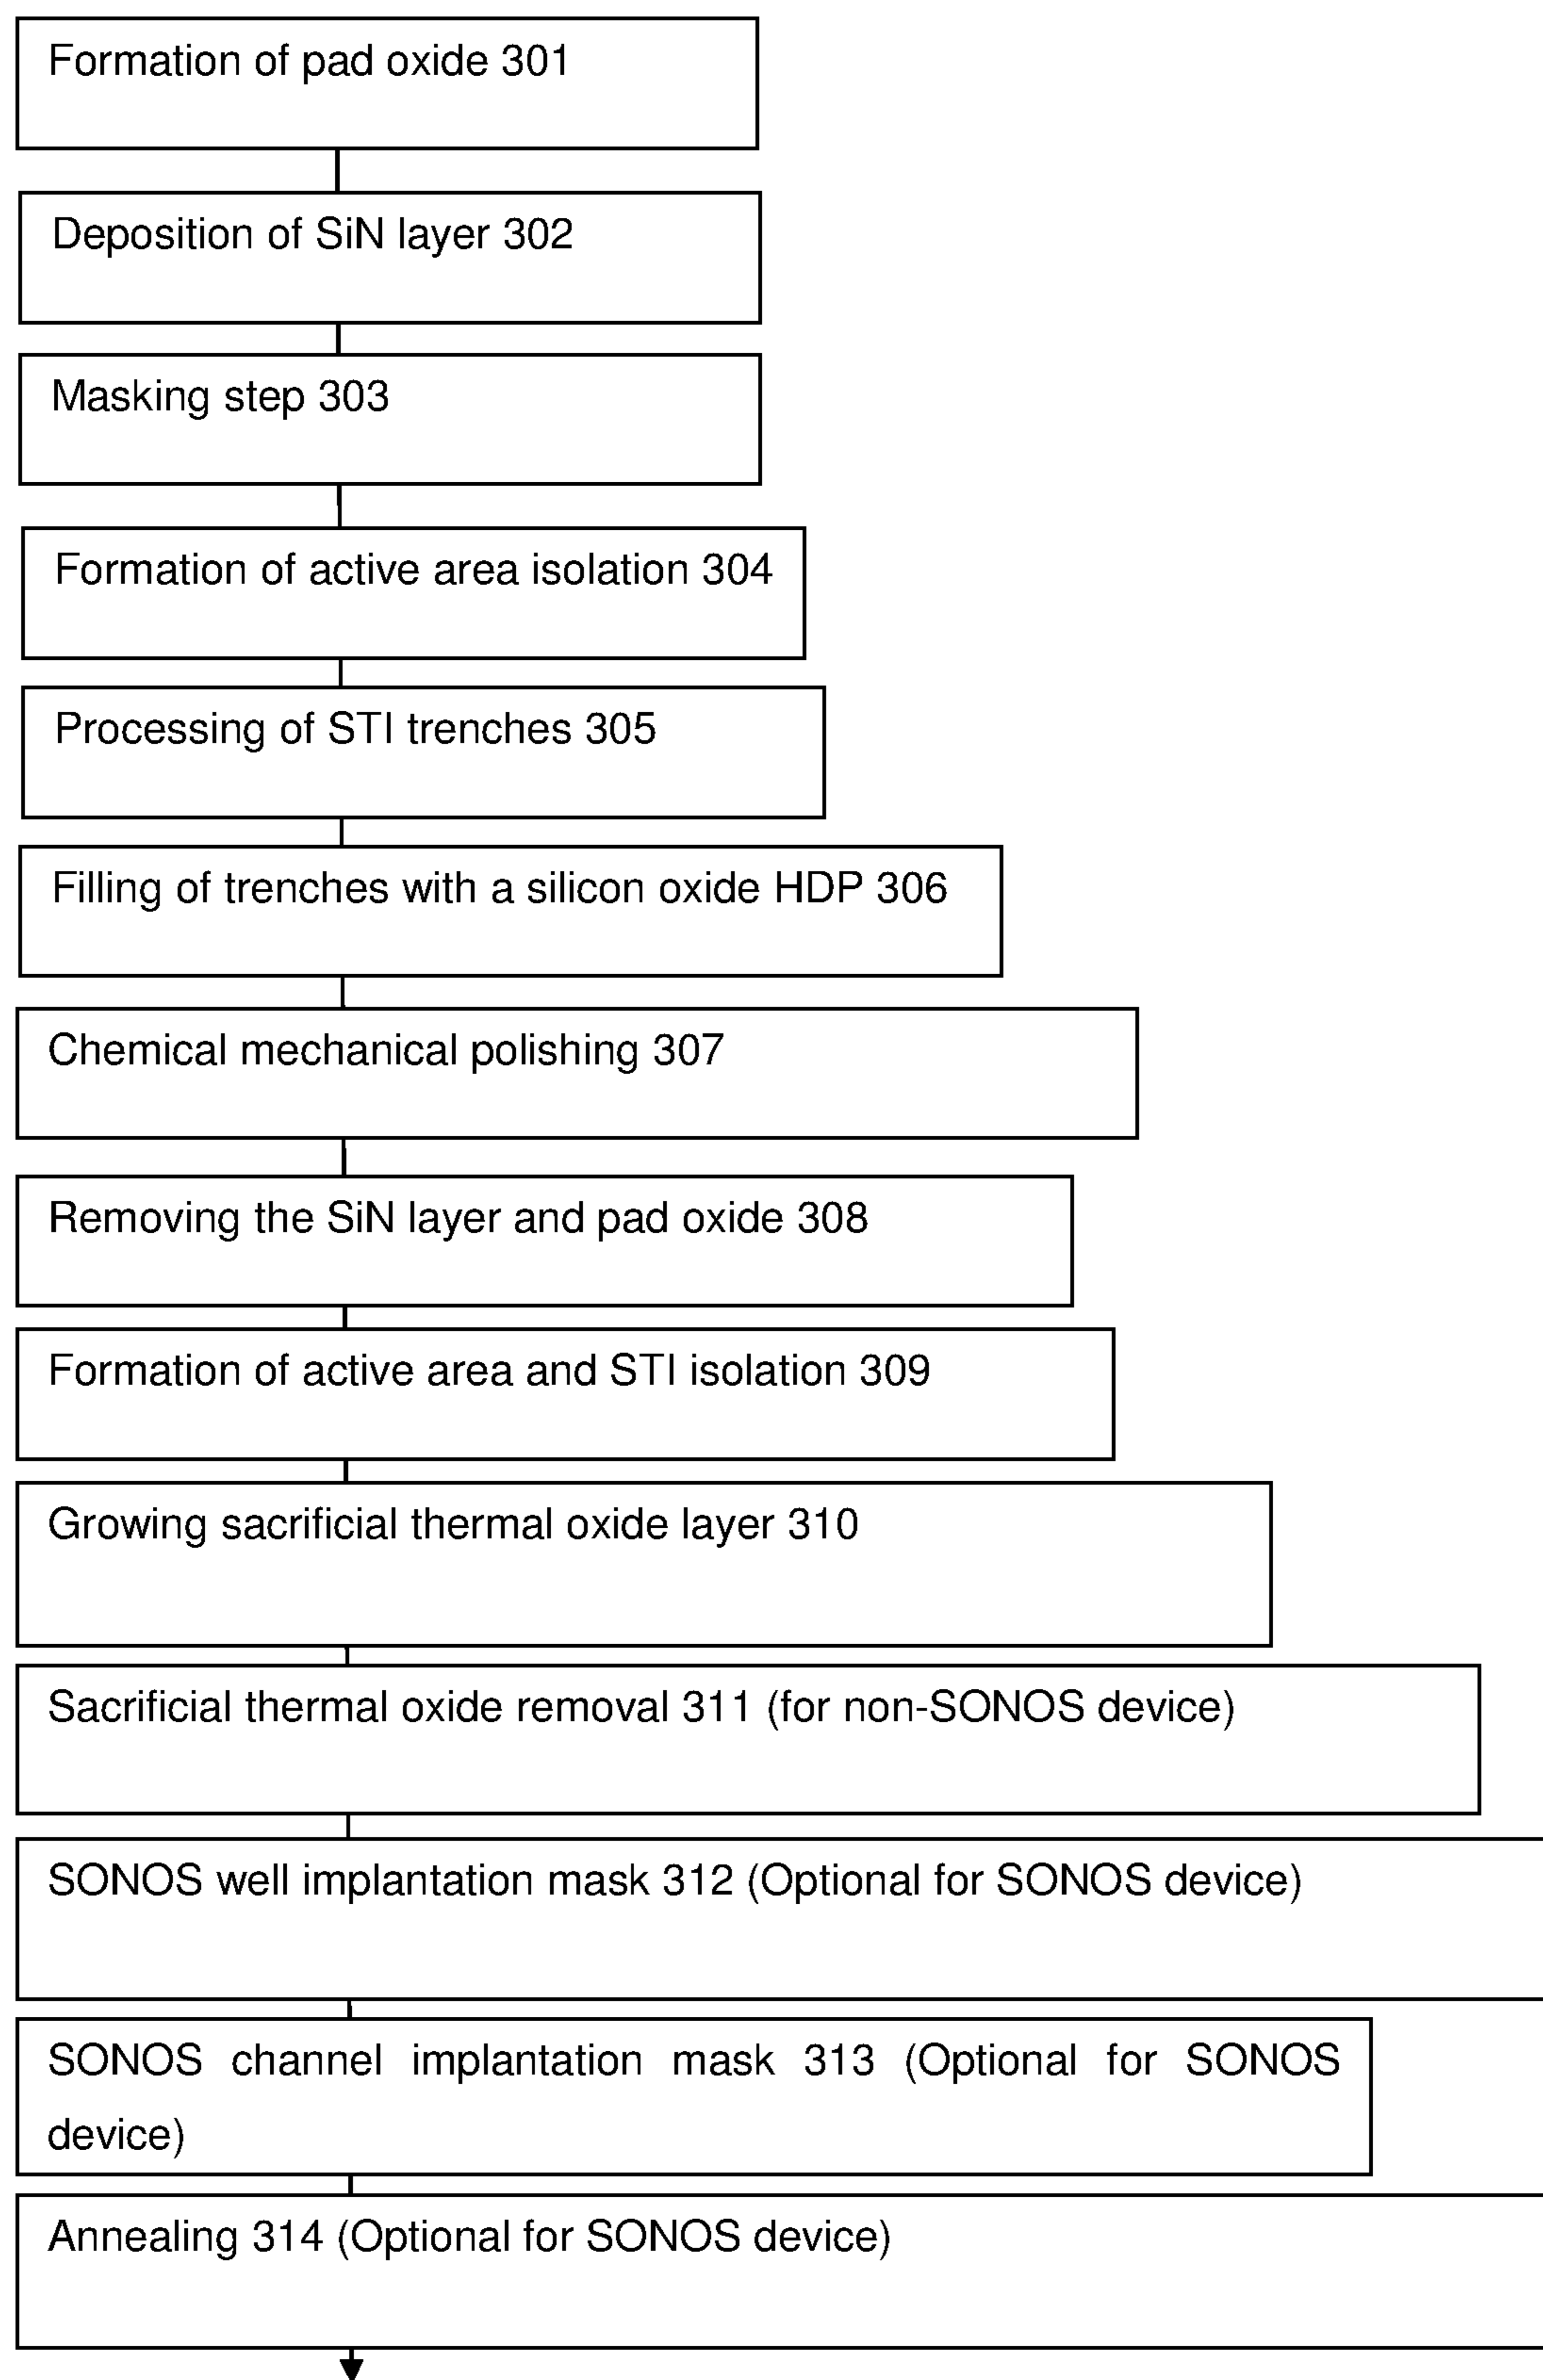 Formation of pad oxide 301
Deposition of SiN layer 302
Masking step 303
Formation of active area isolation 304
Processing of STI trenches 305
Filling of trenches with a silicon oxide HDP 306
Chemical mechanical polishing 307
Removing the SiN layer and pad oxide 308
Formation of active area and STI isolation 309
Growing sacrificial thermal oxide layer 310
Sacrificial thermal oxide removal 311 (for non-SONOS device)
SONOS well implantation mask 312 (Optional for SONOS device)
SONOS channel implantation mask 313 (Optional for SONOS
device)
Annealing 314 (Optional for SONOS device)